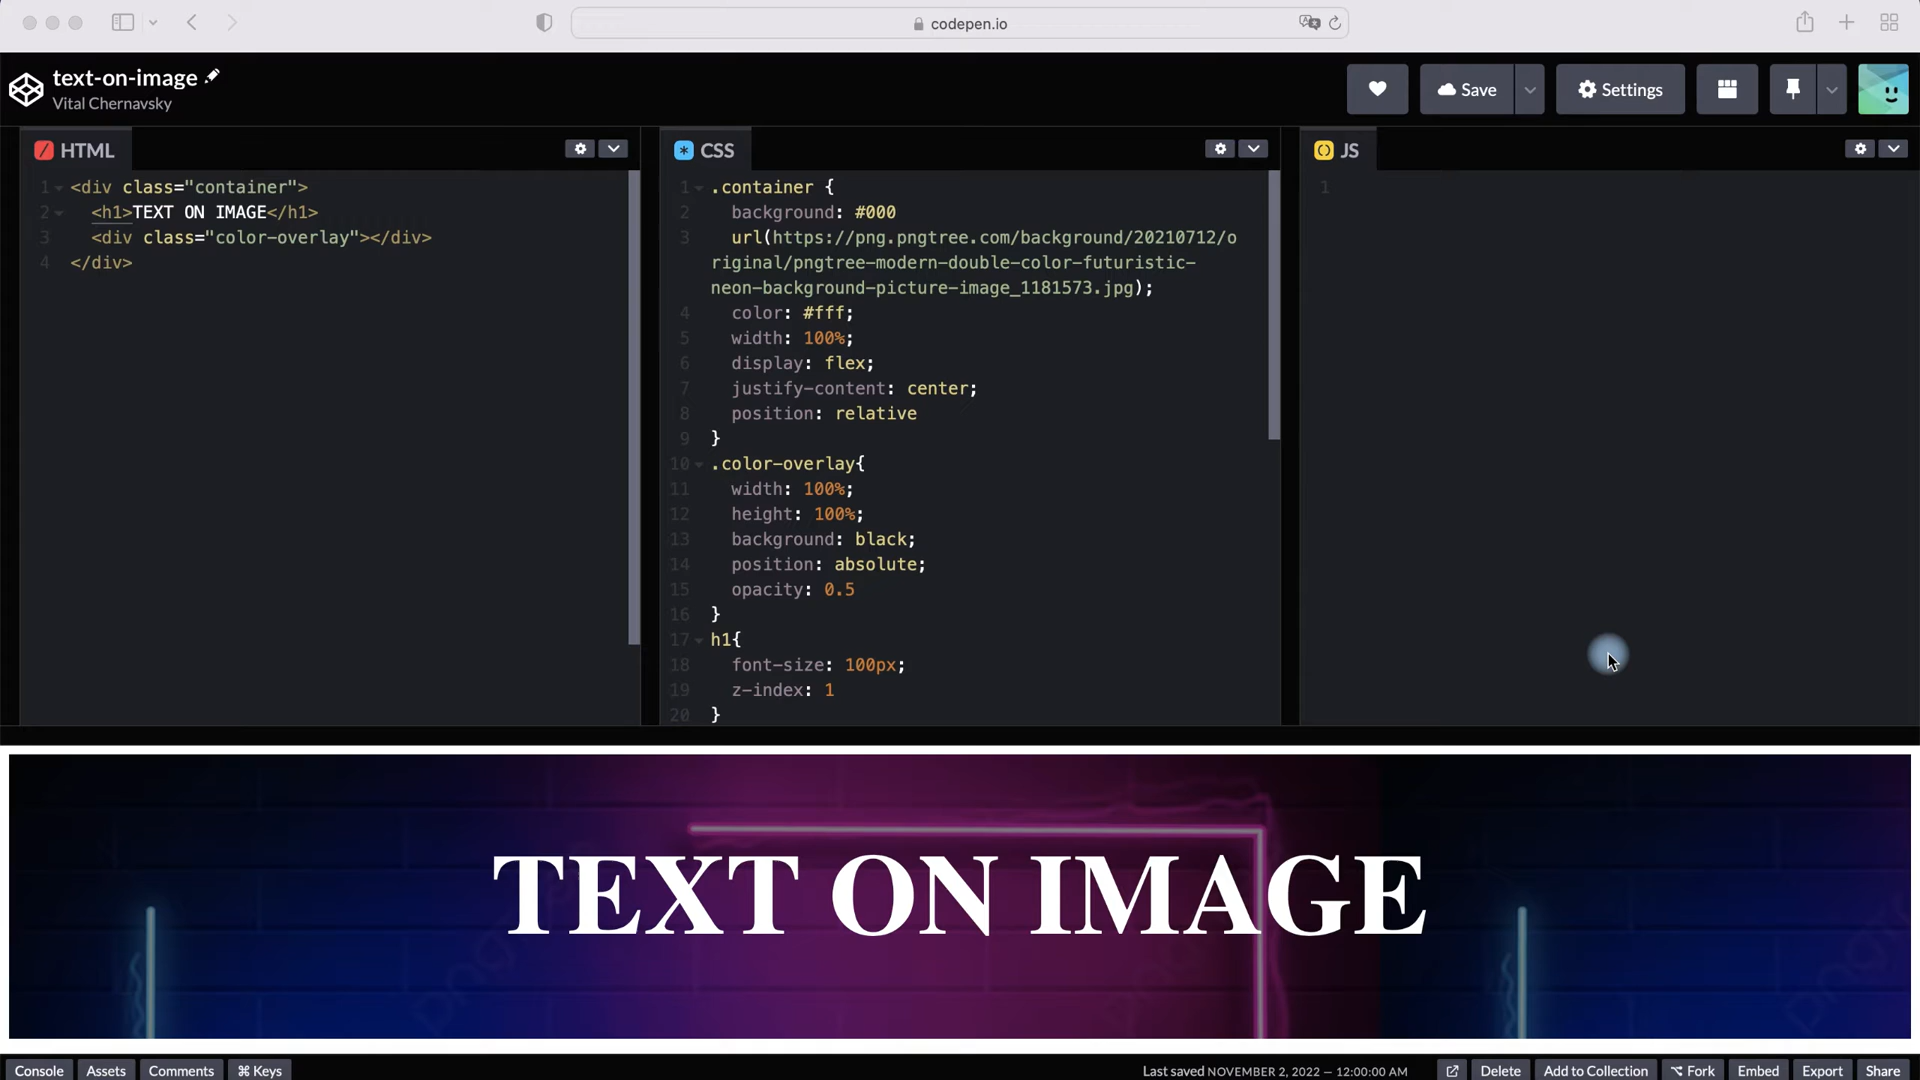 codepen.io
text-on-image
Vital Chernavsky
Save
Settings
HTML
1 <div class="container">
2 <h1>TEXT ON IMAGE</h1>
3 <div class="color-overlay"></div>
4 </div>
CSS
1 .container {
2 background: #000
3 url(https://png.pngtree.com/background/20210712/o
riginal/pngtree-modern-double-color-futuristic-
neon-background-picture-image_1181573.jpg);
4 color: #fff;
5 width: 100%;
6 display: flex;
7 justify-content: center;
8 position: relative
9 }
10 .color-overlay{
11 width: 100%;
12 height: 100%;
13 background: black;
14 position: absolute;
15 opacity: 0.5
16 }
17 h1{
18 font-size: 100px;
19 z-index: 1
20 }
JS
1
TEXT ON IMAGE
Console
Assets
Comments
⌘ Keys
Last saved NOVEMBER 2, 2022 — 12:00:00 AM
Delete
Add to Collection
⌥ Fork
Embed
Export
Share